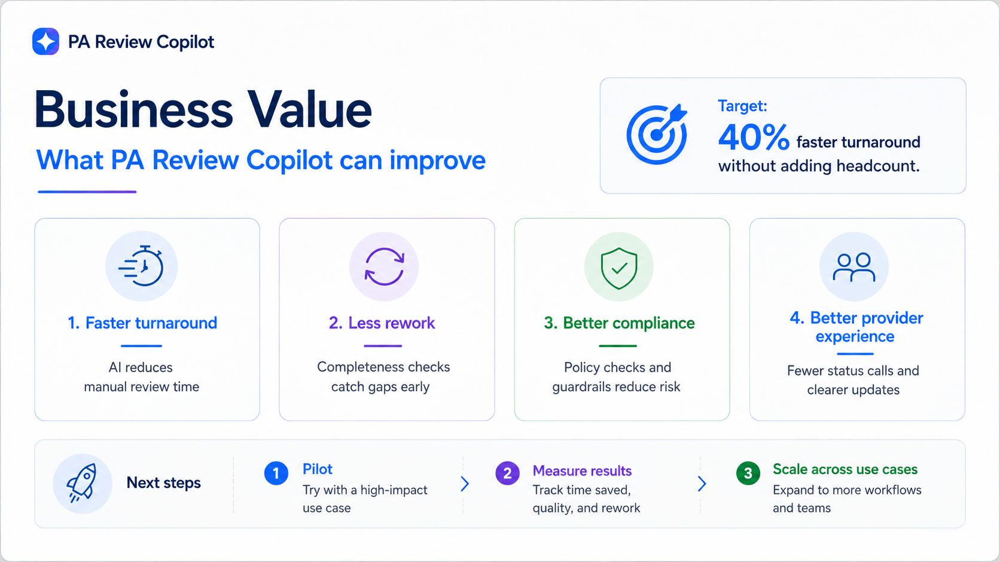 PA Review Copilot
Business Value
What PA Review Copilot can improve
Target:
40% faster turnaround
without adding headcount.
1. Faster turnaround
AI reduces
manual review time
2. Less rework
Completeness checks
catch gaps early
3. Better compliance
Policy checks and
guardrails reduce risk
4. Better provider
experience
Fewer status calls and
clearer updates
Next steps
1 Pilot
Try with a high-impact
use case
2 Measure results
Track time saved,
quality, and rework
3 Scale across use cases
Expand to more workflows
and teams